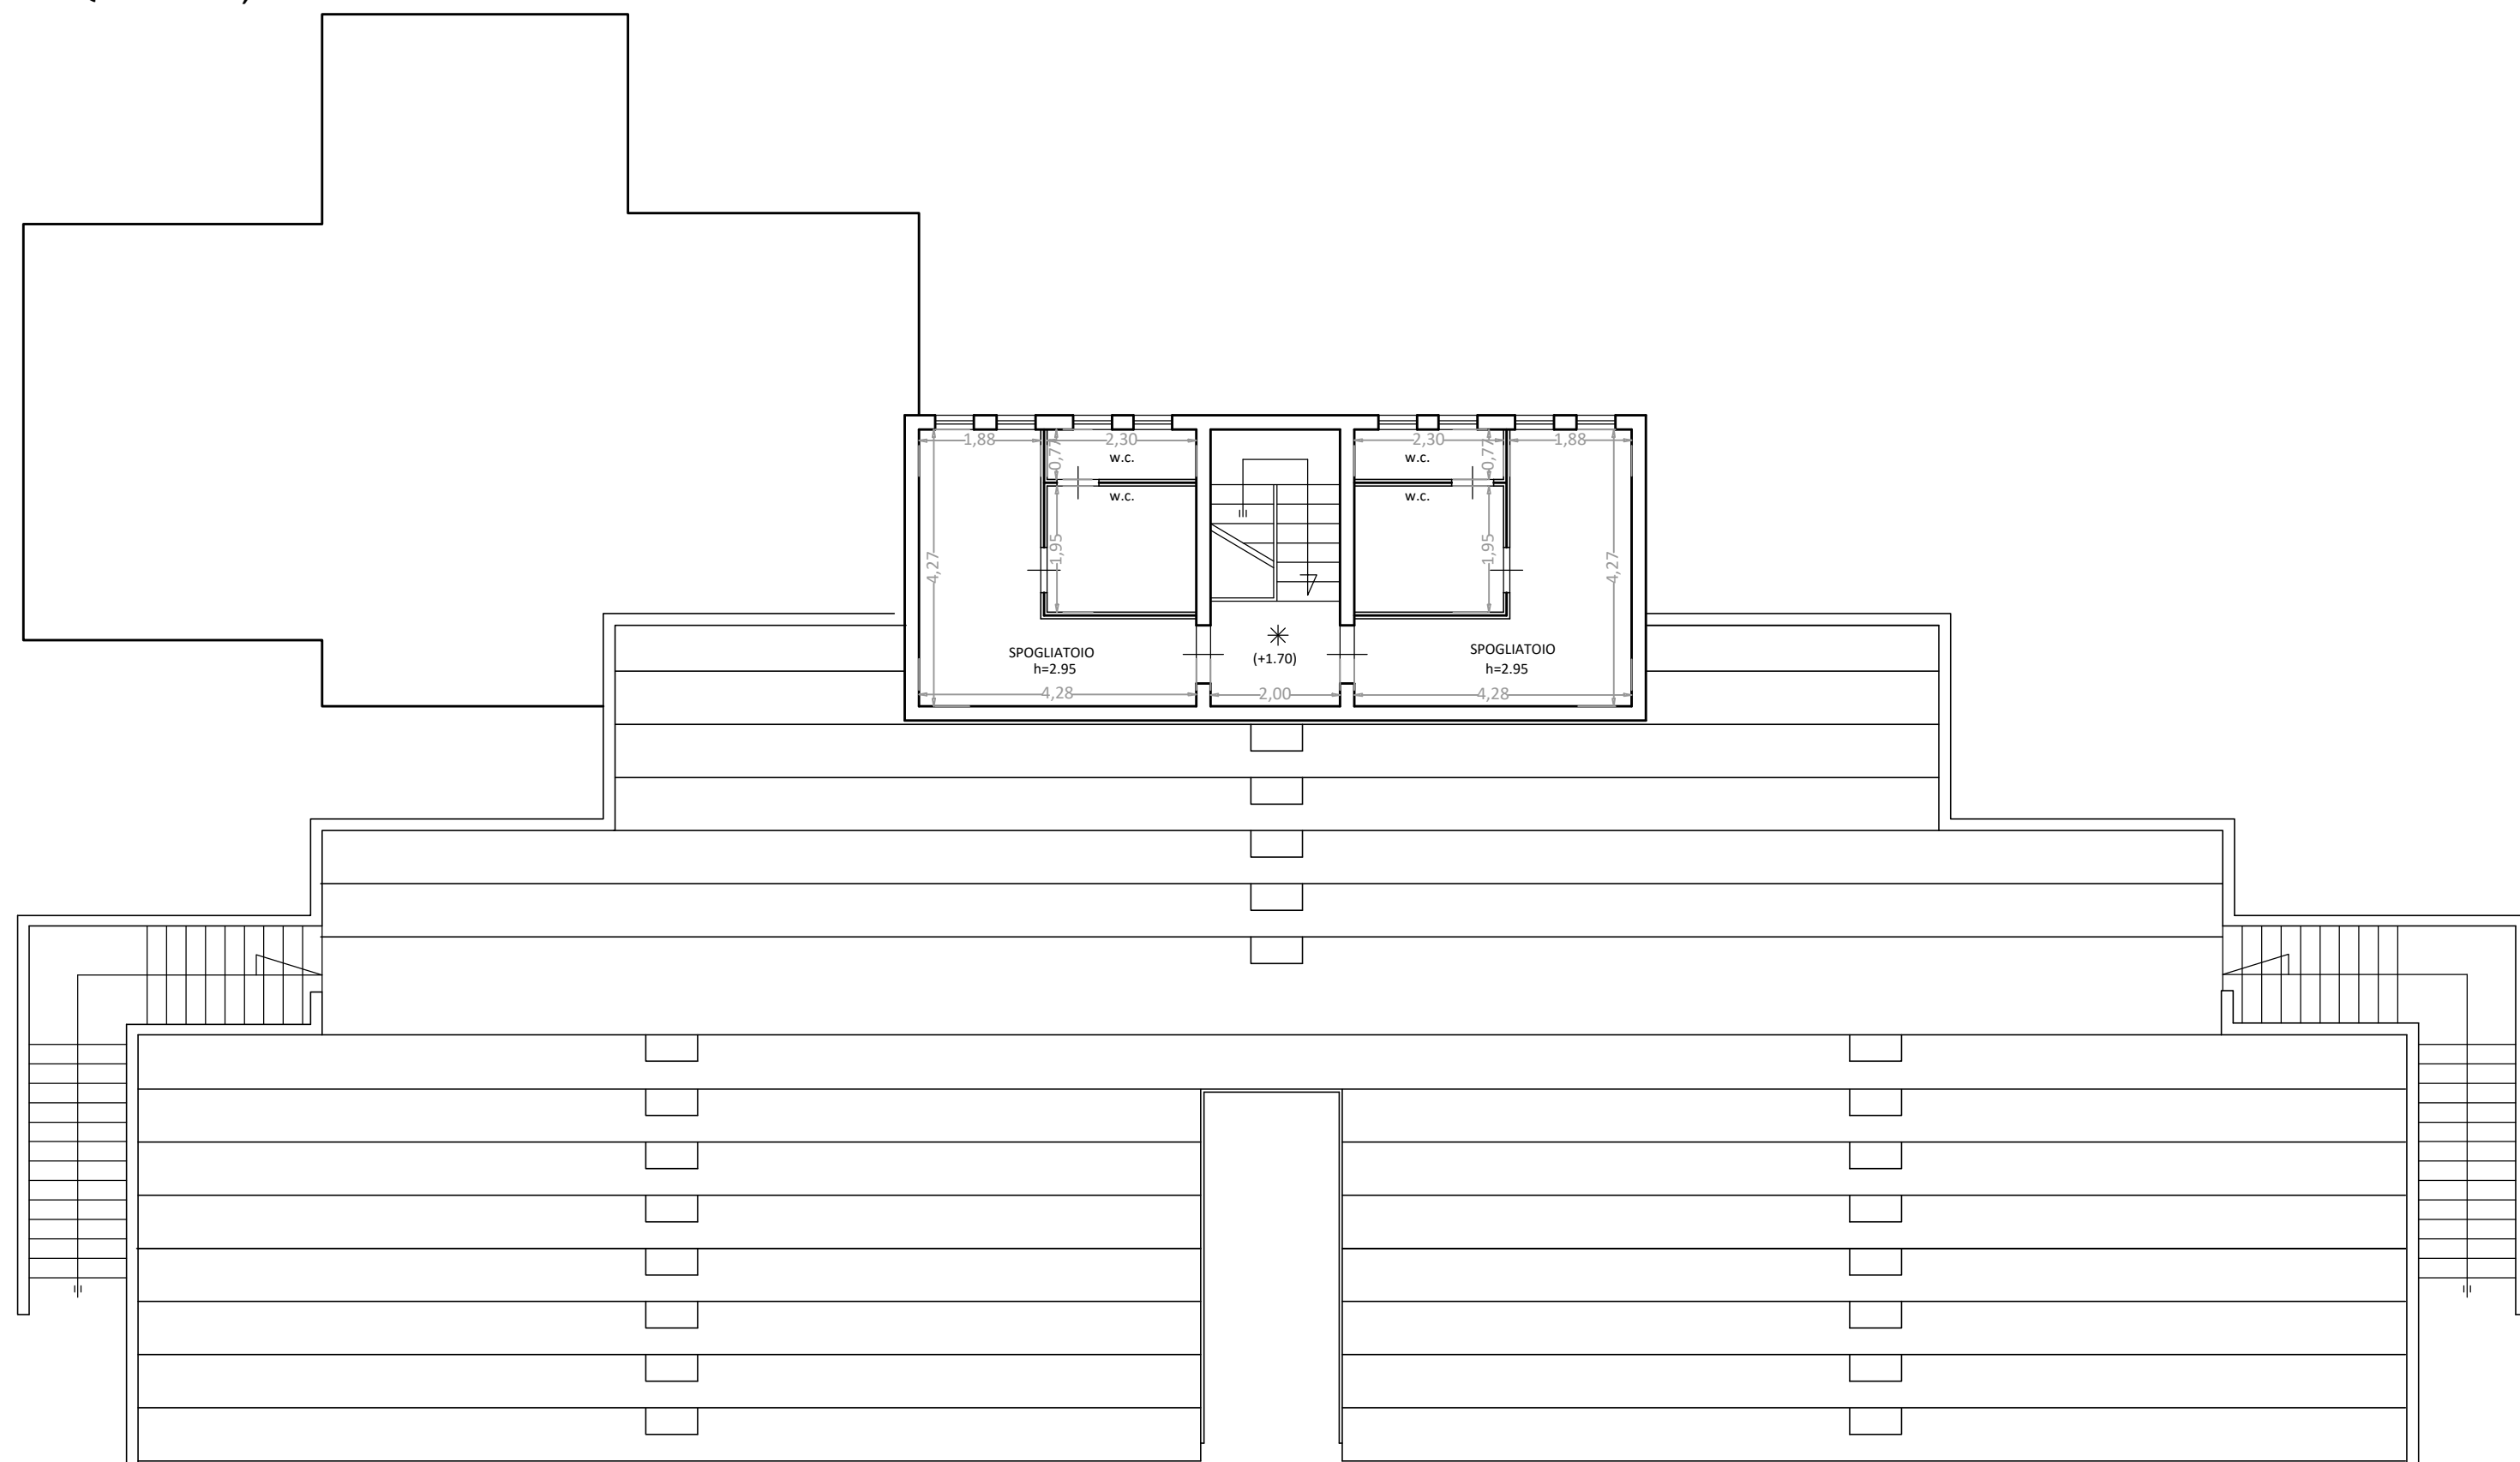 1,88
2,30
2,30
1,88
0,77
w.c.
w.c.
0,77
w.c.
w.c.
4,27
1,95
1,95
4,27
SPOGLIATOIO
h=2.95
(+1.70)
SPOGLIATOIO
h=2.95
4,28
2,00
4,28